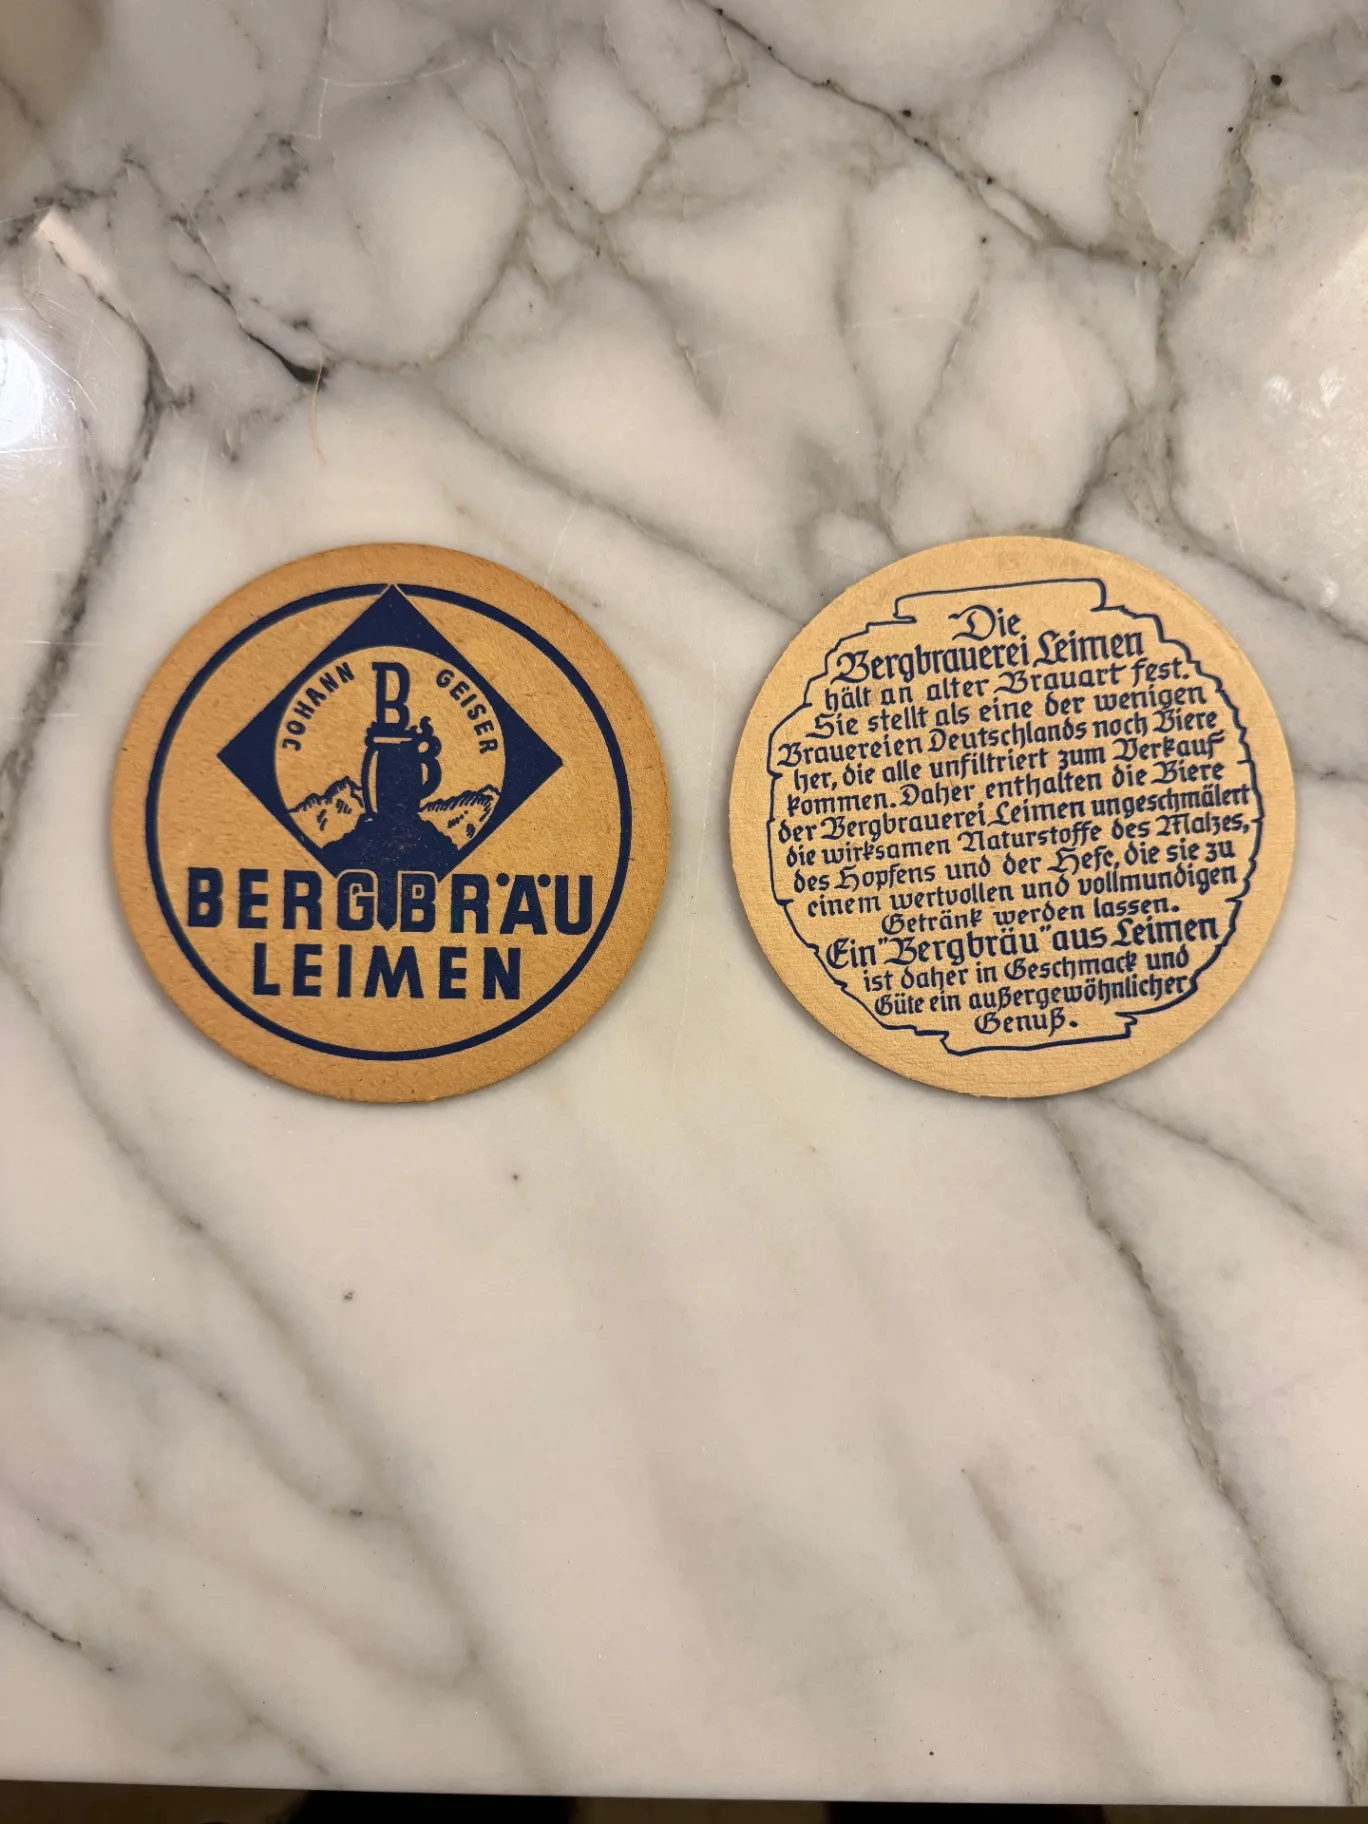 JOHANN GEISER
B
BERGBRÄU
LEIMEN
Die
Bergbrauerei Leimen
hält an alter Brauart fest.
Sie stellt als eine der wenigen
Brauereien Deutschlands noch Biere
her, die alle unfiltriert zum Verkauf
kommen. Daher enthalten die Biere
der Bergbrauerei Leimen ungeschmälert
die wirksamen Naturstoffe des Malzes,
des Hopfens und der Hefe, die sie zu
einem wertvollen und vollmundigen
Getränk werden lassen.
Ein "Bergbräu" aus Leimen
ist daher in Geschmack und
Güte ein außergewöhnlicher
Genuß.